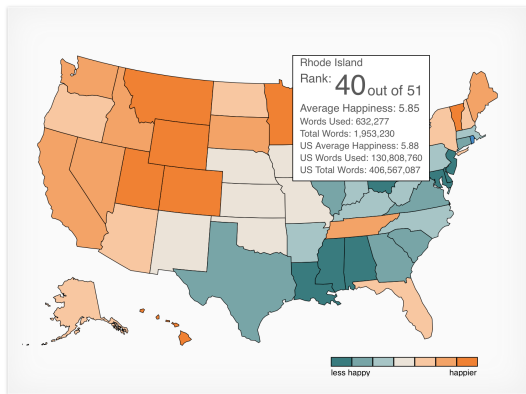 Rhode Island
Rank: 40 out of 51
Average Happiness: 5.85
Words Used: 632,277
Total Words: 1,953,230
US Average Happiness: 5.88
US Words Used: 130,808,760
US Total Words: 406,567,087
less happy happier